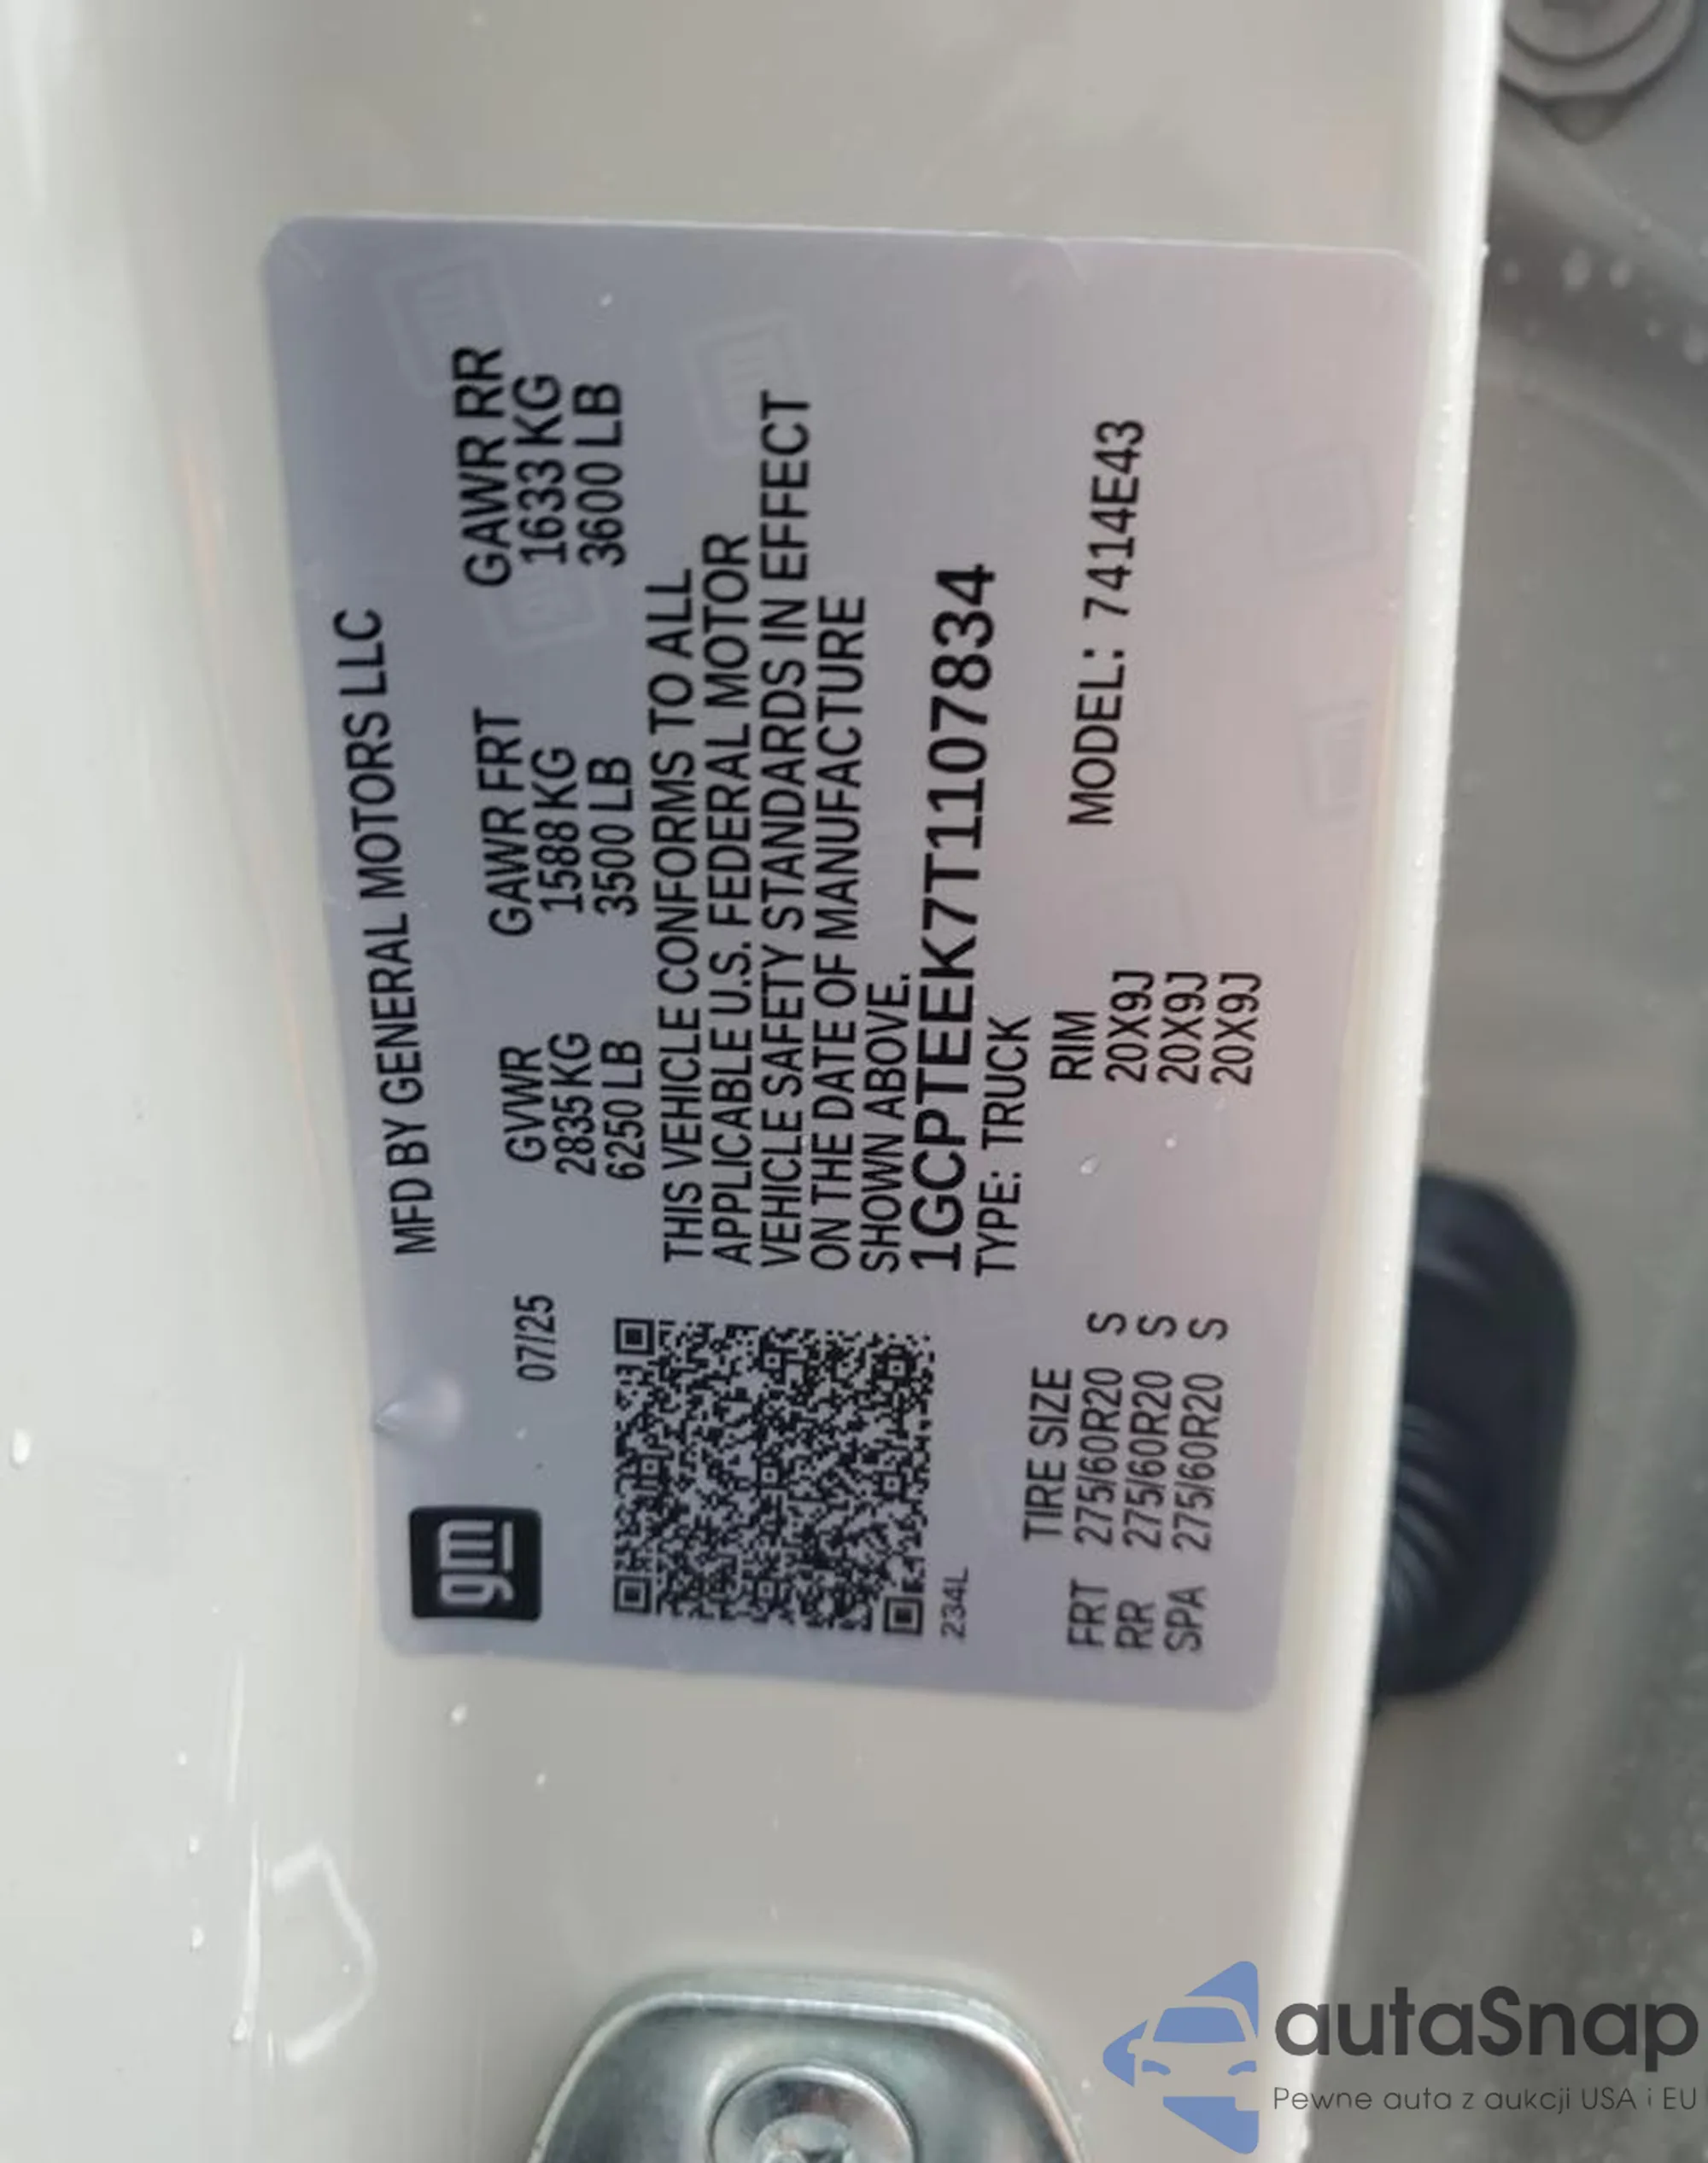 MFD BY GENERAL MOTORS LLC
gm
07/25
GVWR GAWR FRT GAWR RR
2835 KG 1588 KG 1633 KG
6250 LB 3500 LB 3600 LB
THIS VEHICLE CONFORMS TO ALL
APPLICABLE U.S. FEDERAL MOTOR
VEHICLE SAFETY STANDARDS IN EFFECT
ON THE DATE OF MANUFACTURE
SHOWN ABOVE.
1GCPTEEK7T1107834
234L
TYPE: TRUCK
TIRE SIZE RIM MODEL: 7414E43
FRT 275/60R20 S 20X9J
RR 275/60R20 S 20X9J
SPA 275/60R20 S 20X9J
autaSnap
Pewne auta z aukcji USA i EU